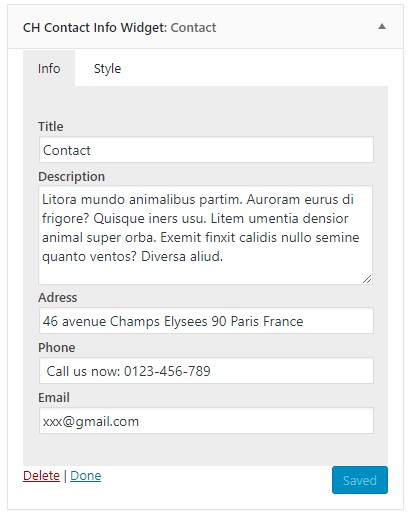 CH Contact Info Widget: Contact
Info Style
Title
Contact
Description
Litora mundo animalibus partim. Auroram eurus di
frigore? Quisque iners usu. Litem umentia densior
animal super orba. Exemit finxit calidis nullo semine
quanto ventos? Diversa aliud.
Adress
46 avenue Champs Elysees 90 Paris France
Phone
Call us now: 0123-456-789
Email
xxx@gmail.com
Delete | Done Saved